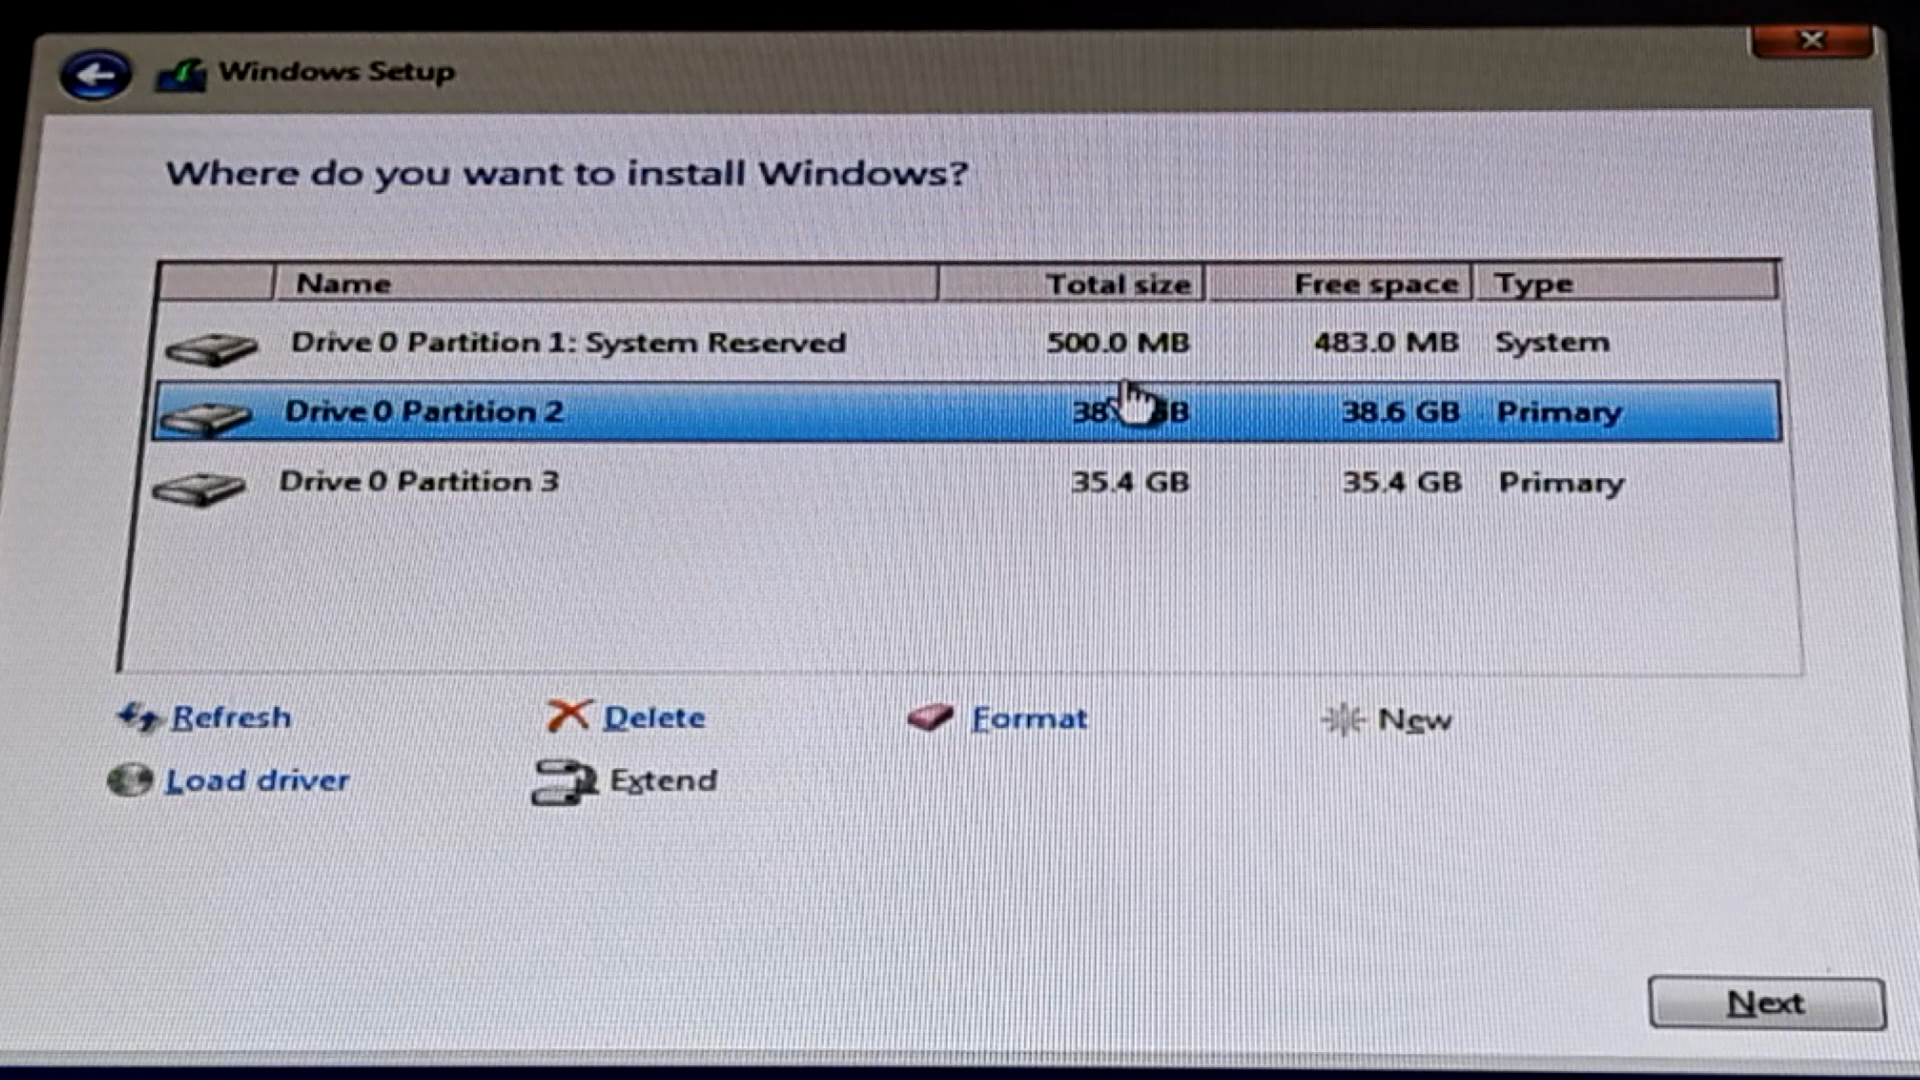 Windows Setup
Where do you want to install Windows?
Name Total size Free space Type
Drive 0 Partition 1: System Reserved 500.0 MB 483.0 MB System
Drive 0 Partition 2 38.6 GB Primary
Drive 0 Partition 3 35.4 GB 35.4 GB Primary
Refresh Delete Format New
Load driver Extend
Next